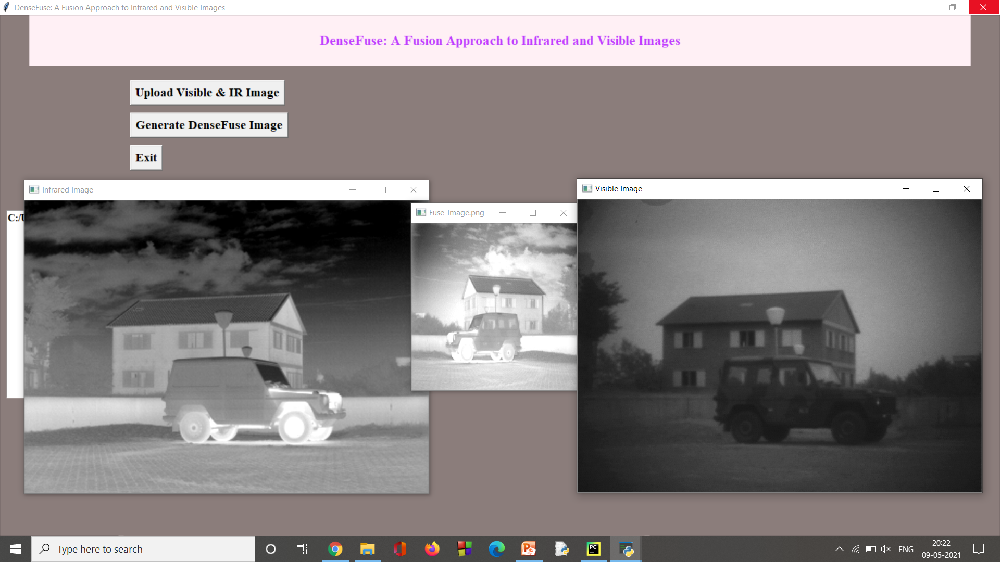 DenseFuse: A Fusion Approach to Infrared and Visible Images
DenseFuse: A Fusion Approach to Infrared and Visible Images
Upload Visible & IR Image
Generate DenseFuse Image
Exit
Infrared Image
Visible Image
Fuse_Image.png
C:/U
Type here to search
PC
ENG
20:22
09-05-2021